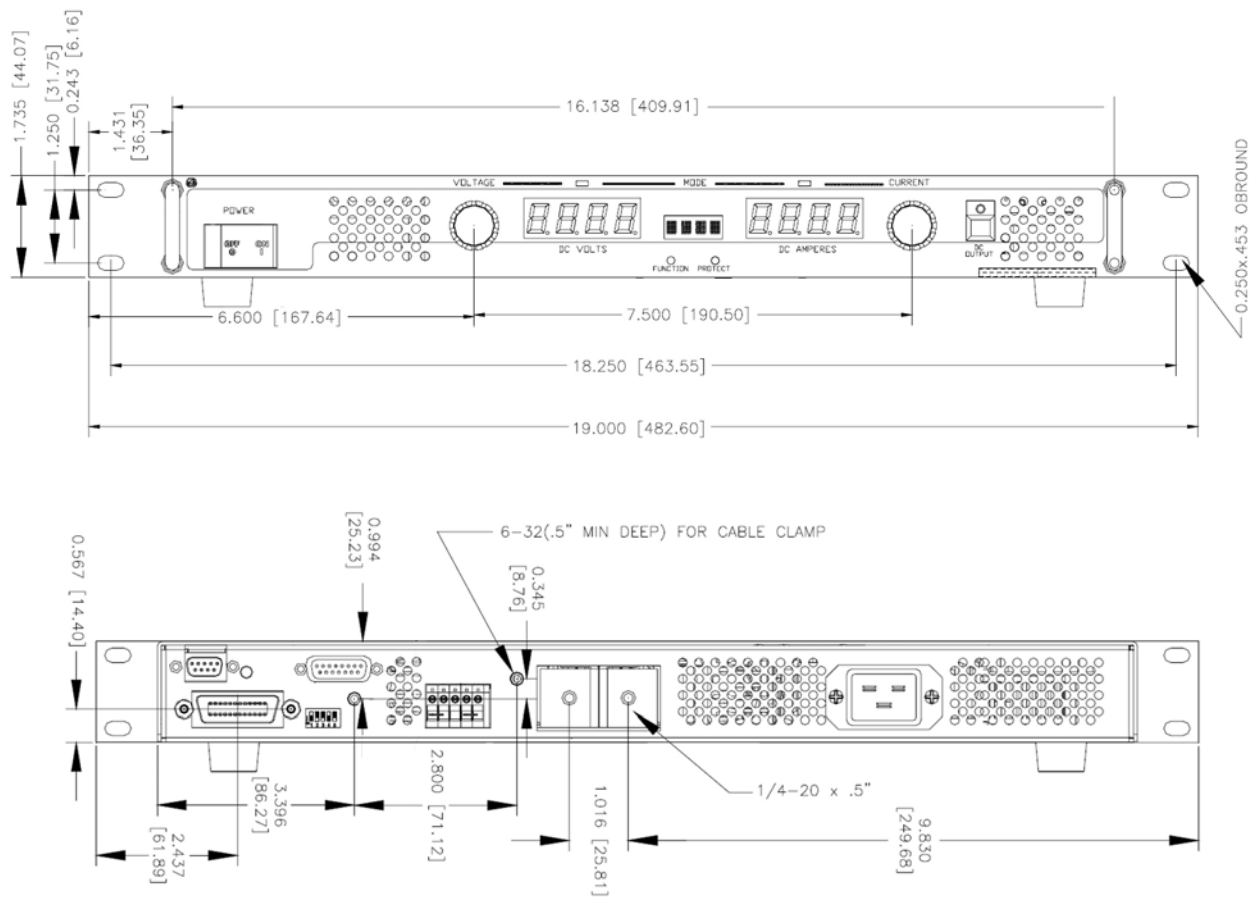 1.735 [44.07]
1.250 [31.75]
0.243 [6.16]
1.431
[36.35]
16.138 [409.91]
0.250x.453 OBROUND
VOLTAGE
MODE
CURRENT
POWER
OFF ON
DC VOLTS
DC AMPERES
FUNCTION PROTECT
DC
OUTPUT
6.600 [167.64]
7.500 [190.50]
18.250 [463.55]
19.000 [482.60]
0.567 [14.40]
0.994
[25.23]
6-32(.5" MIN DEEP) FOR CABLE CLAMP
0.345
[8.76]
3.396
[86.27]
2.437
[61.89]
2.800 [71.12]
1.016 [25.81]
1/4-20 x .5"
9.830
[249.68]